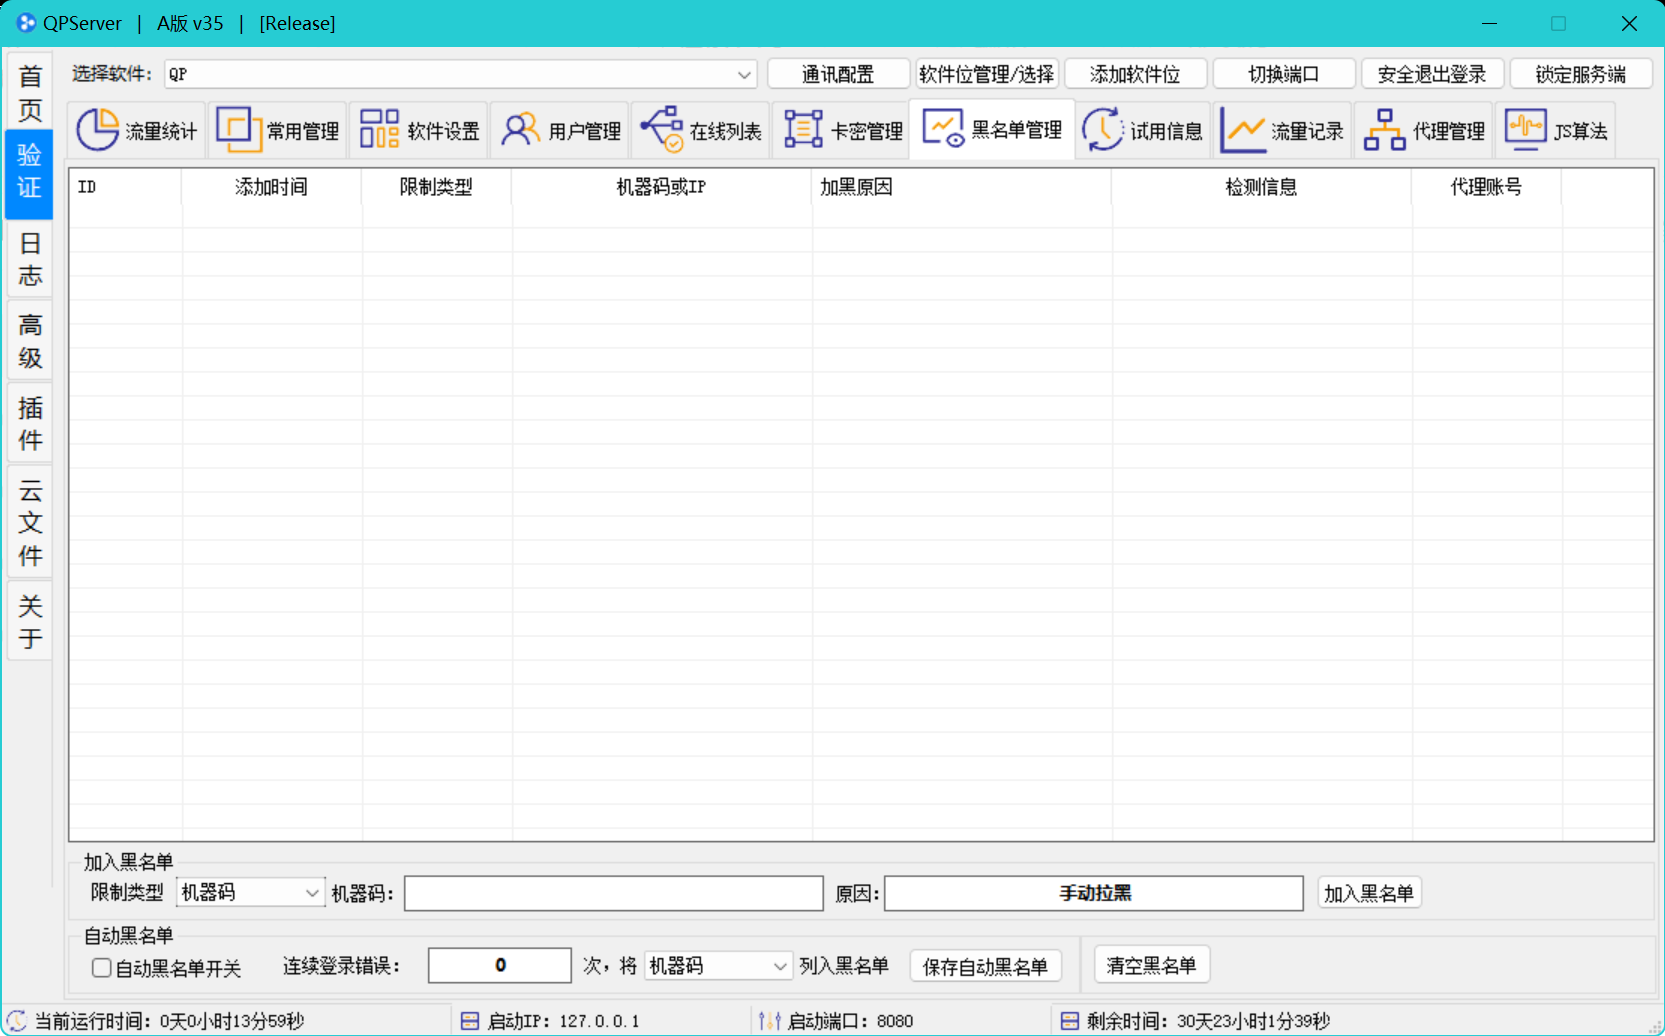 QPServer | A版 v35 | [Release]
选择软件: QP 通讯配置 软件位管理/选择 添加软件位 切换端口 安全退出登录 锁定服务端
首页
验证
日志
高级
插件
云文件
关于
流量统计 常用管理 软件设置 用户管理 在线列表 卡密管理 黑名单管理 试用信息 流量记录 代理管理 JS算法
ID 添加时间 限制类型 机器码或IP 加黑原因 检测信息 代理账号
加入黑名单
限制类型 机器码 机器码: 原因: 手动拉黑 加入黑名单
自动黑名单
自动黑名单开关 连续登录错误: 0 次，将 机器码 列入黑名单 保存自动黑名单 清空黑名单
当前运行时间: 0天0小时13分59秒 启动IP: 127.0.0.1 启动端口: 8080 剩余时间: 30天23小时1分39秒